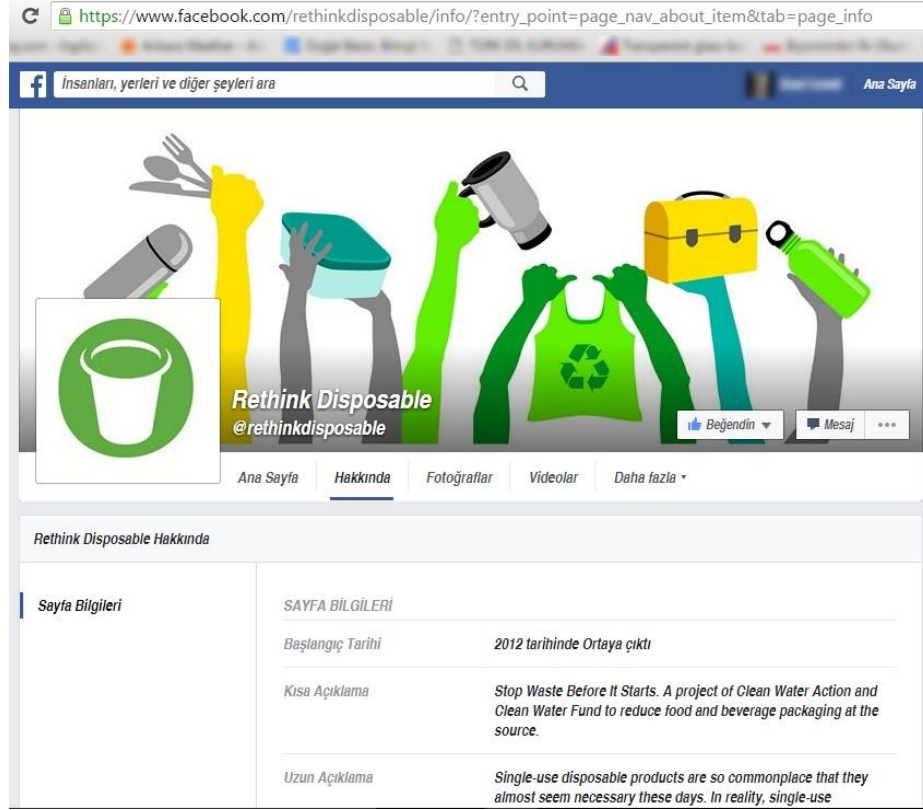 https://www.facebook.com/rethinkdisposable/info/?entry_point=page_nav_about_item&tab=page_info
f
İnsanları, yerleri ve diğer şeyleri ara
Ana Sayfa
Rethink Disposable
@rethinkdisposable
Beğendin
Mesaj
Ana Sayfa
Hakkında
Fotoğraflar
Videolar
Daha fazla
Rethink Disposable Hakkında
Sayfa Bilgileri
SAYFA BİLGİLERİ
Başlangıç Tarihi
2012 tarihinde Ortaya çıktı
Kısa Açıklama
Stop Waste Before It Starts. A project of Clean Water Action and
Clean Water Fund to reduce food and beverage packaging at the
source.
Uzun Açıklama
Single-use disposable products are so commonplace that they
almost seem necessary these days. In reality, single-use